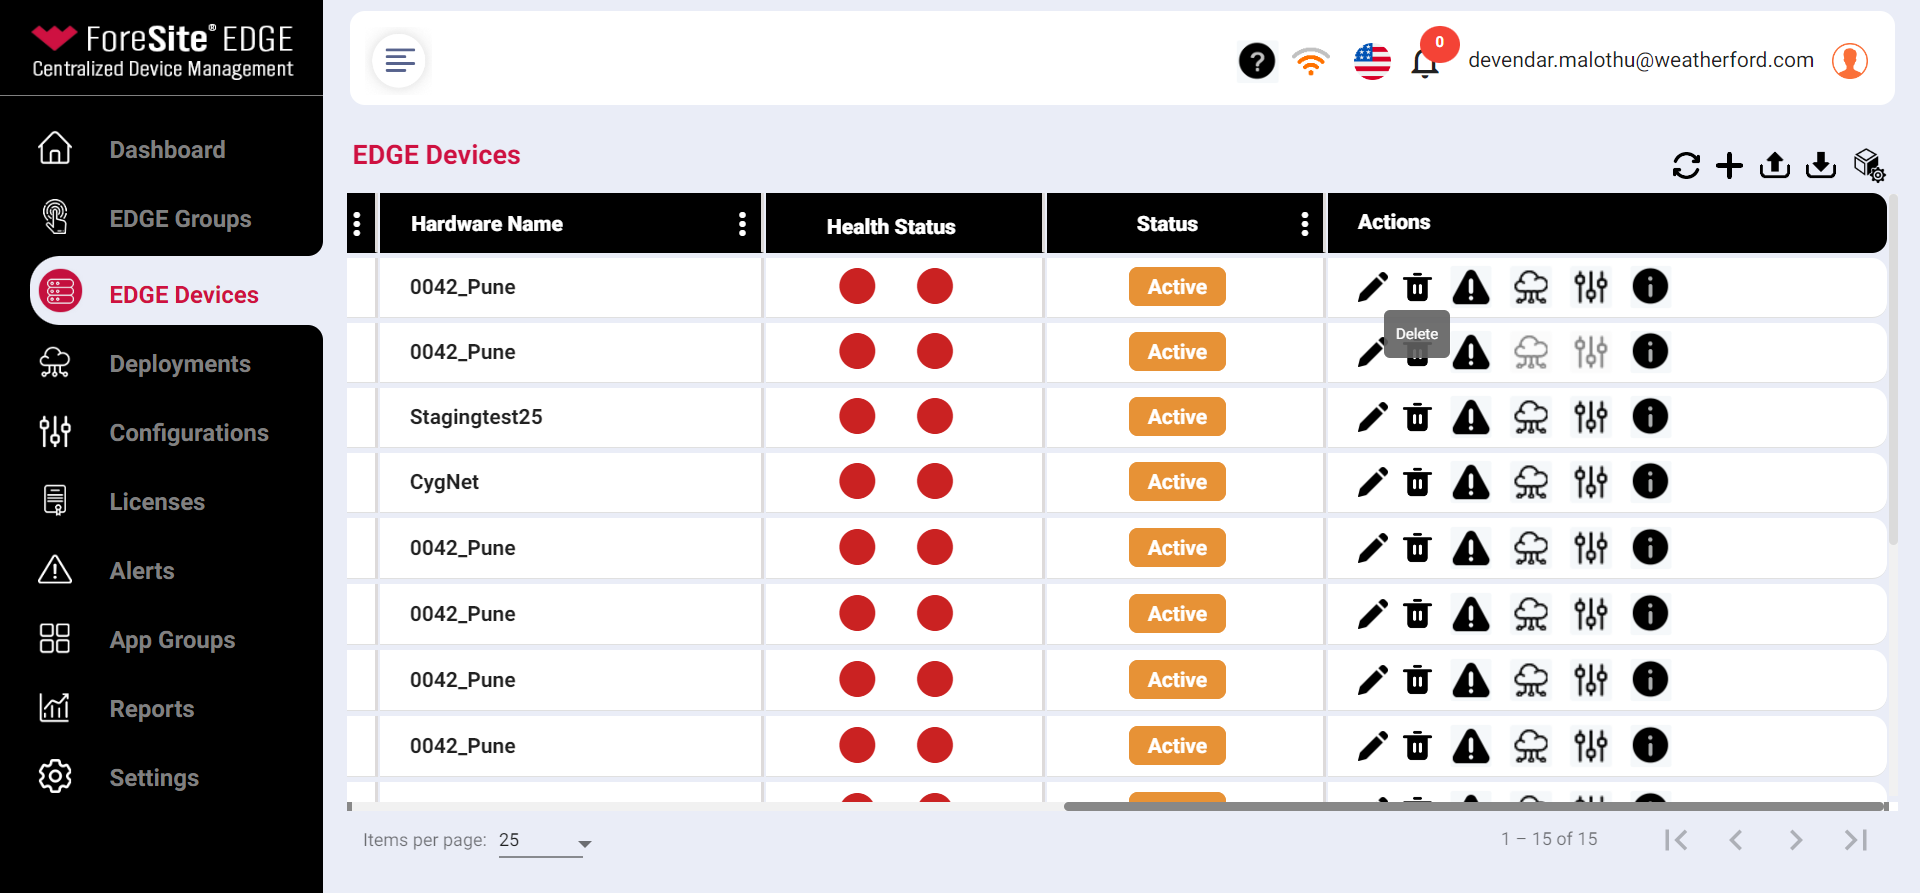 ForeSite® EDGE
Centralized Device Management
0
devendar.malothu@weatherford.com
Dashboard
EDGE Groups
EDGE Devices
Deployments
Configurations
Licenses
Alerts
App Groups
Reports
Settings
EDGE Devices
Hardware Name Health Status Status Actions
0042_Pune Active
Delete
0042_Pune Active
Stagingtest25 Active
CygNet Active
0042_Pune Active
0042_Pune Active
0042_Pune Active
0042_Pune Active
Items per page: 25
1 – 15 of 15